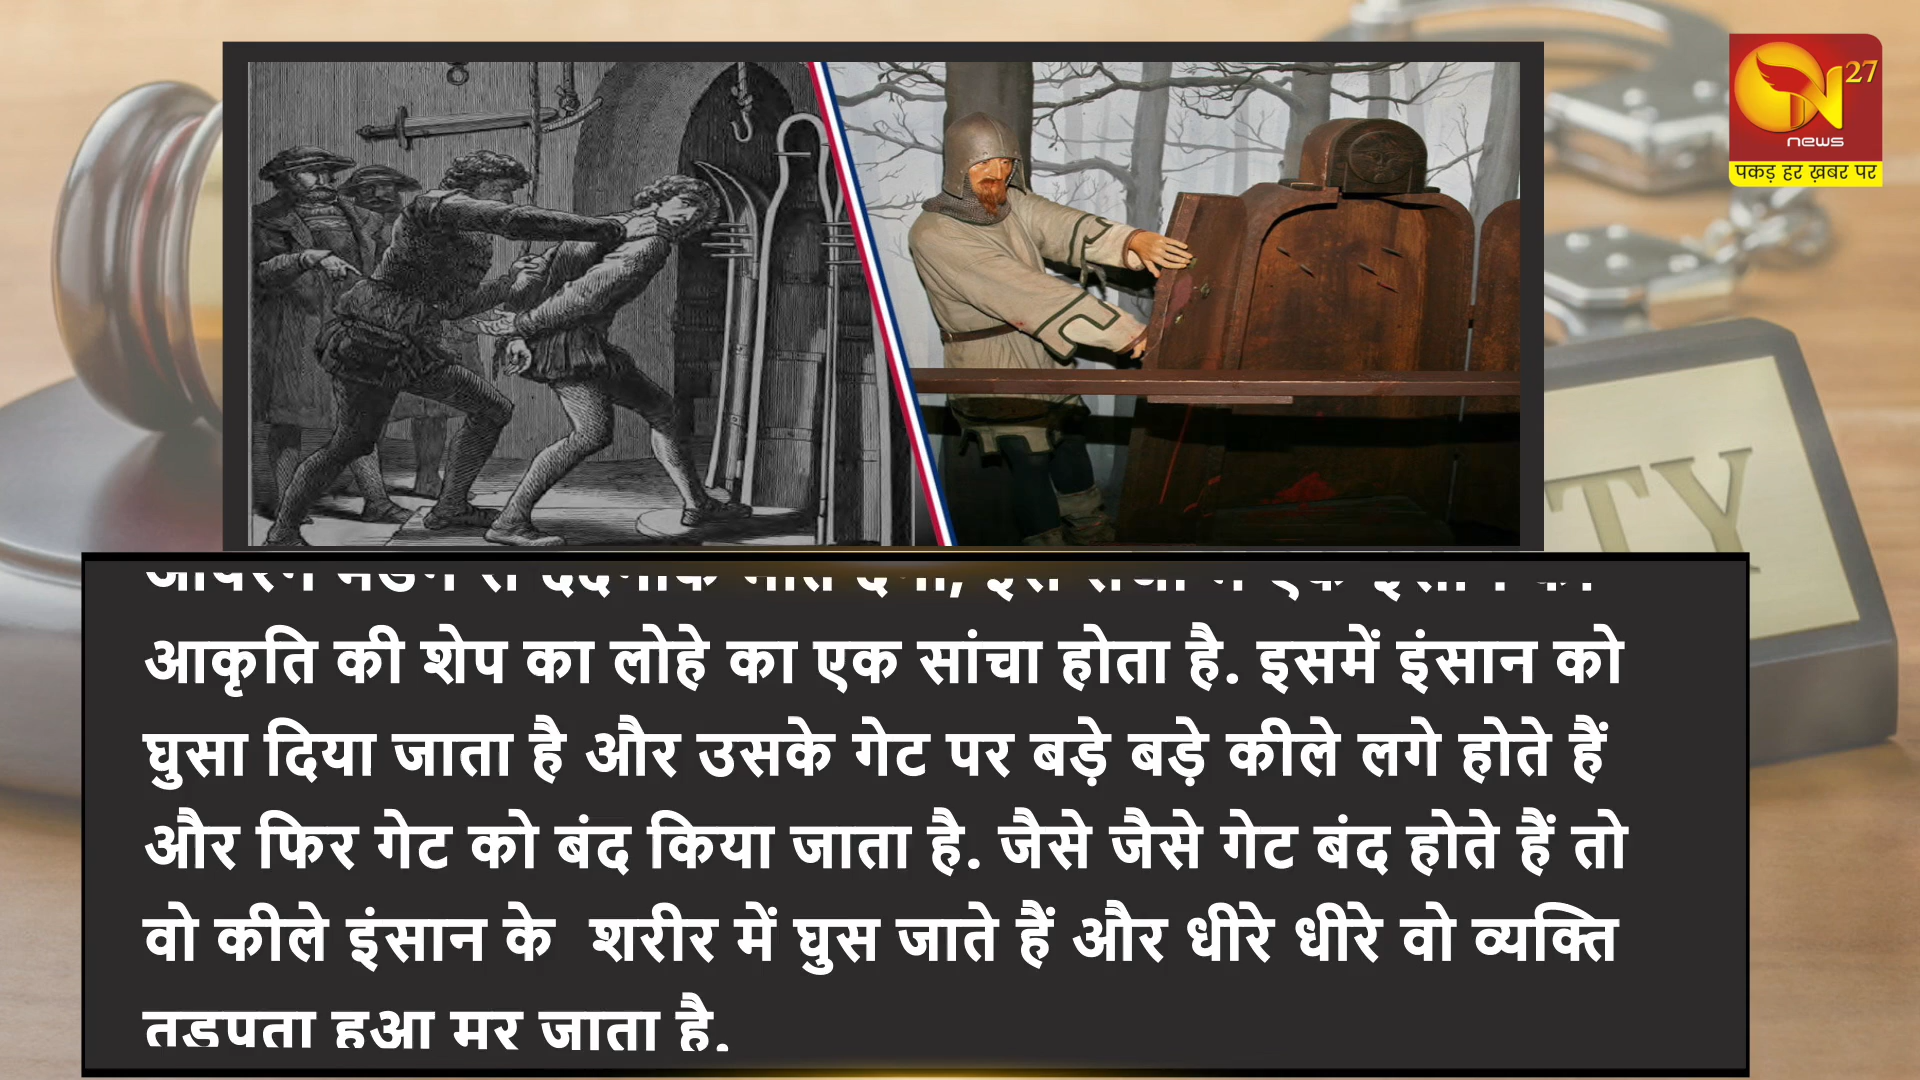 27
news
पकड़ हर ख़बर पर
TY
आकृति की शेप का लोहे का एक सांचा होता है. इसमें इंसान को
घुसा दिया जाता है और उसके गेट पर बड़े बड़े कीले लगे होते हैं
और फिर गेट को बंद किया जाता है. जैसे जैसे गेट बंद होते हैं तो
वो कीले इंसान के शरीर में घुस जाते हैं और धीरे धीरे वो व्यक्ति
तड़पता हुआ मर जाता है.